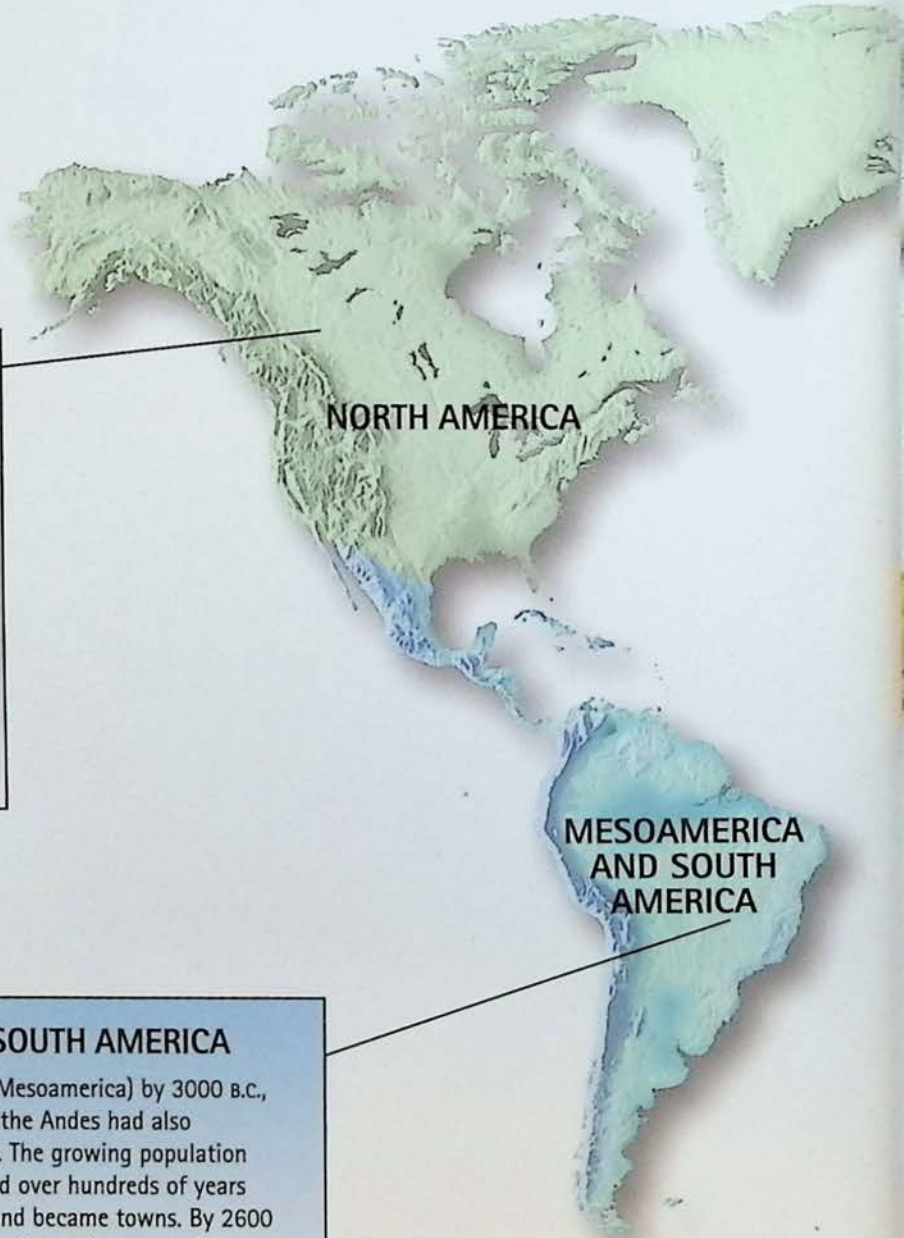 NORTH AMERICA
MESOAMERICA
AND SOUTH
AMERICA
SOUTH AMERICA
Mesoamerica) by 3000 B.C.,
the Andes had also
. The growing population
d over hundreds of years
nd became towns. By 2600